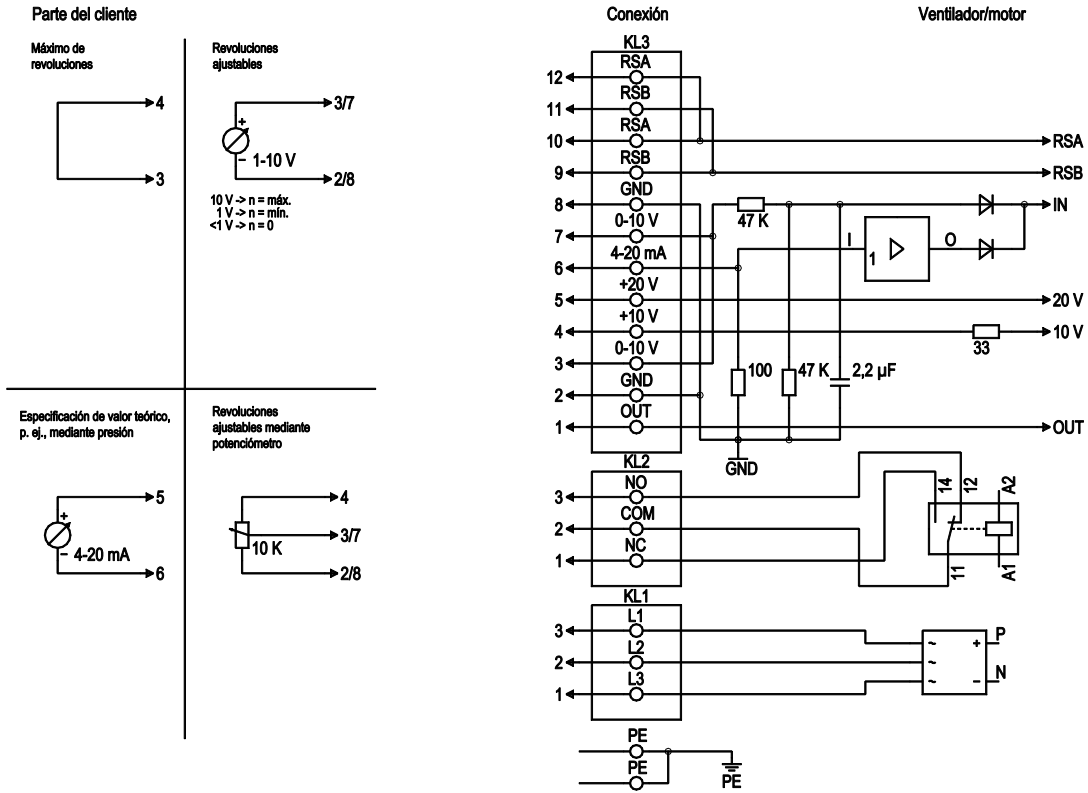 Parte del cliente
Máximo de
revoluciones
4
3
Revoluciones
ajustables
+
–
1-10 V
3/7
2/8
10 V -> n = máx.
1 V -> n = mín.
<1 V -> n = 0
Especificación de valor teórico,
p. ej., mediante presión
+
–
4-20 mA
5
6
Revoluciones
ajustables mediante
potenciómetro
10 K
4
3/7
2/8
Conexión
Ventilador/motor
KL3
12 RSA
11 RSB
10 RSA RSA
9 RSB RSB
8 GND IN
47 K
7 0-10 V
I 1 O
6 4-20 mA
5 +20 V 20 V
4 +10 V 10 V
33
3 0-10 V
100 47 K 2,2 µF
2 GND
1 OUT OUT
GND
KL2
3 NO
2 COM
1 NC
14 12 A2
11 A1
KL1
3 L1
2 L2
1 L3
~ + P
~
~ – N
PE
PE
PE